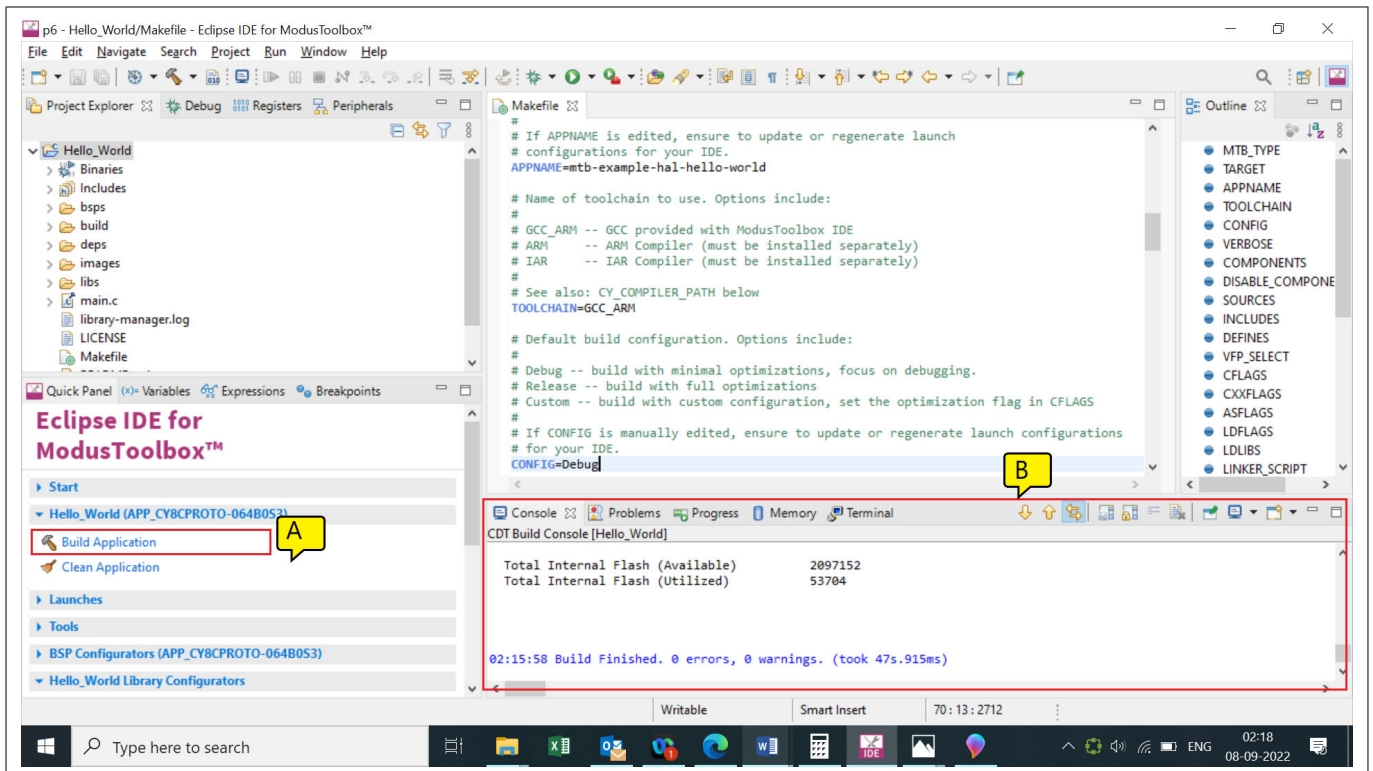 p6 - Hello_World/Makefile - Eclipse IDE for ModusToolbox™
File Edit Navigate Search Project Run Window Help
Project Explorer Debug Registers Peripherals
Hello_World
Binaries
Includes
bsps
build
deps
images
libs
main.c
library-manager.log
LICENSE
Makefile
Quick Panel (x)= Variables Expressions Breakpoints
Eclipse IDE for
ModusToolbox™
Start
Hello_World (APP_CY8CPROTO-064B0S3)
Build Application
A
Clean Application
Launches
Tools
BSP Configurators (APP_CY8CPROTO-064B0S3)
Hello_World Library Configurators
Makefile
#
# If APPNAME is edited, ensure to update or regenerate launch
# configurations for your IDE.
APPNAME=mtb-example-hal-hello-world
# Name of toolchain to use. Options include:
#
# GCC_ARM -- GCC provided with ModusToolbox IDE
# ARM -- ARM Compiler (must be installed separately)
# IAR -- IAR Compiler (must be installed separately)
#
# See also: CY_COMPILER_PATH below
TOOLCHAIN=GCC_ARM
# Default build configuration. Options include:
#
# Debug -- build with minimal optimizations, focus on debugging.
# Release -- build with full optimizations
# Custom -- build with custom configuration, set the optimization flag in CFLAGS
#
# If CONFIG is manually edited, ensure to update or regenerate launch configurations
# for your IDE.
CONFIG=Debug
B
Outline
MTB_TYPE
TARGET
APPNAME
TOOLCHAIN
CONFIG
VERBOSE
COMPONENTS
DISABLE_COMPONE
SOURCES
INCLUDES
DEFINES
VFP_SELECT
CFLAGS
CXXFLAGS
ASFLAGS
LDFLAGS
LDLIBS
LINKER_SCRIPT
Console Problems Progress Memory Terminal
CDT Build Console [Hello_World]
Total Internal Flash (Available) 2097152
Total Internal Flash (Utilized) 53704
02:15:58 Build Finished. 0 errors, 0 warnings. (took 47s.915ms)
Writable Smart Insert 70 : 13 : 2712
Type here to search
IDE
ENG
02:18
08-09-2022